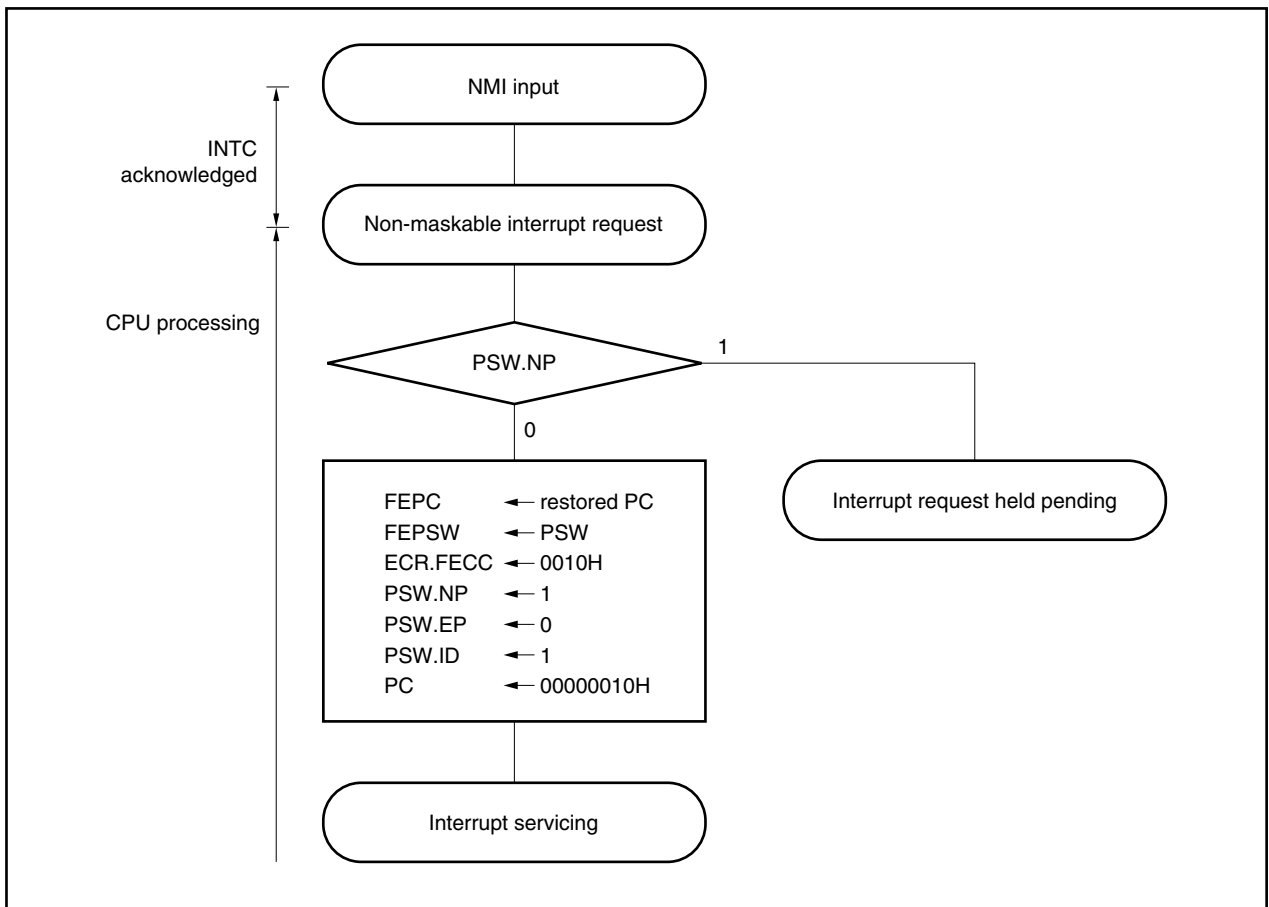 NMI input
INTC
acknowledged
Non-maskable interrupt request
CPU processing
PSW.NP
1
0
FEPC ← restored PC
FEPSW ← PSW
ECR.FECC ← 0010H
PSW.NP ← 1
PSW.EP ← 0
PSW.ID ← 1
PC ← 00000010H
Interrupt request held pending
Interrupt servicing